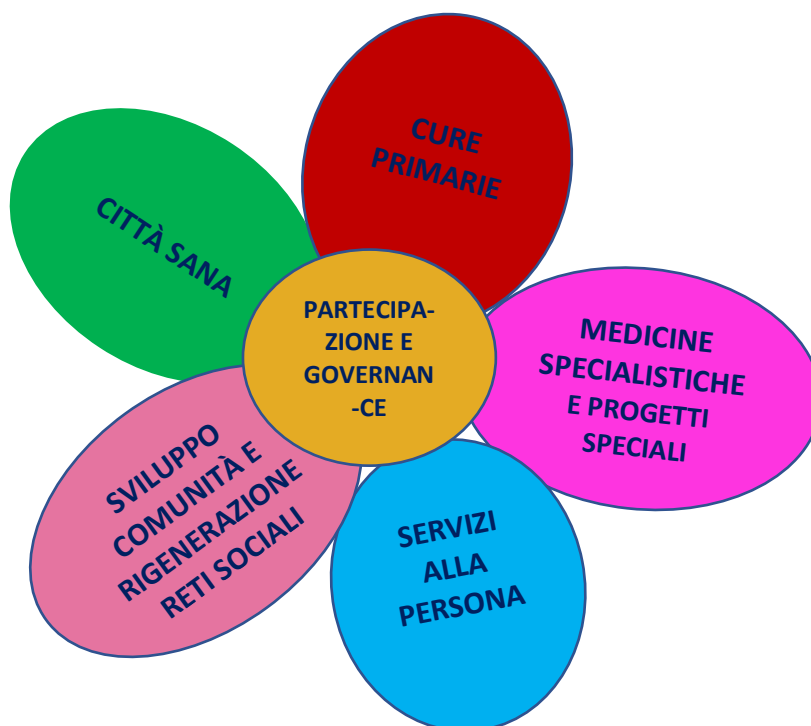 CURE
PRIMARIE
CITTÀ SANA
PARTECIPA-
ZIONE E
GOVERNAN
-CE
MEDICINE
SPECIALISTICHE
E PROGETTI
SPECIALI
SVILUPPO
COMUNITÀ E
RIGENERAZIONE
RETI SOCIALI
SERVIZI
ALLA
PERSONA